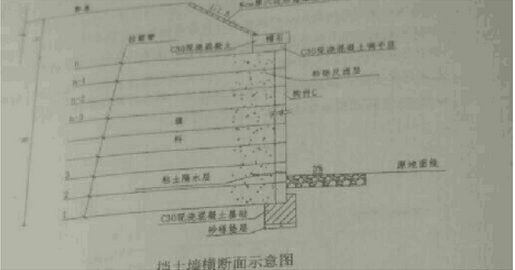 C30现浇混凝土
帽石
C30现浇混凝土找平层
拉筋带
n
n-1
砂砾反滤层
n-2
构件C
n-3
填
料
3
原地面线
粘土隔水层
2
1
C30现浇混凝土基础
砂砾垫层
挡土墙横断面示意图